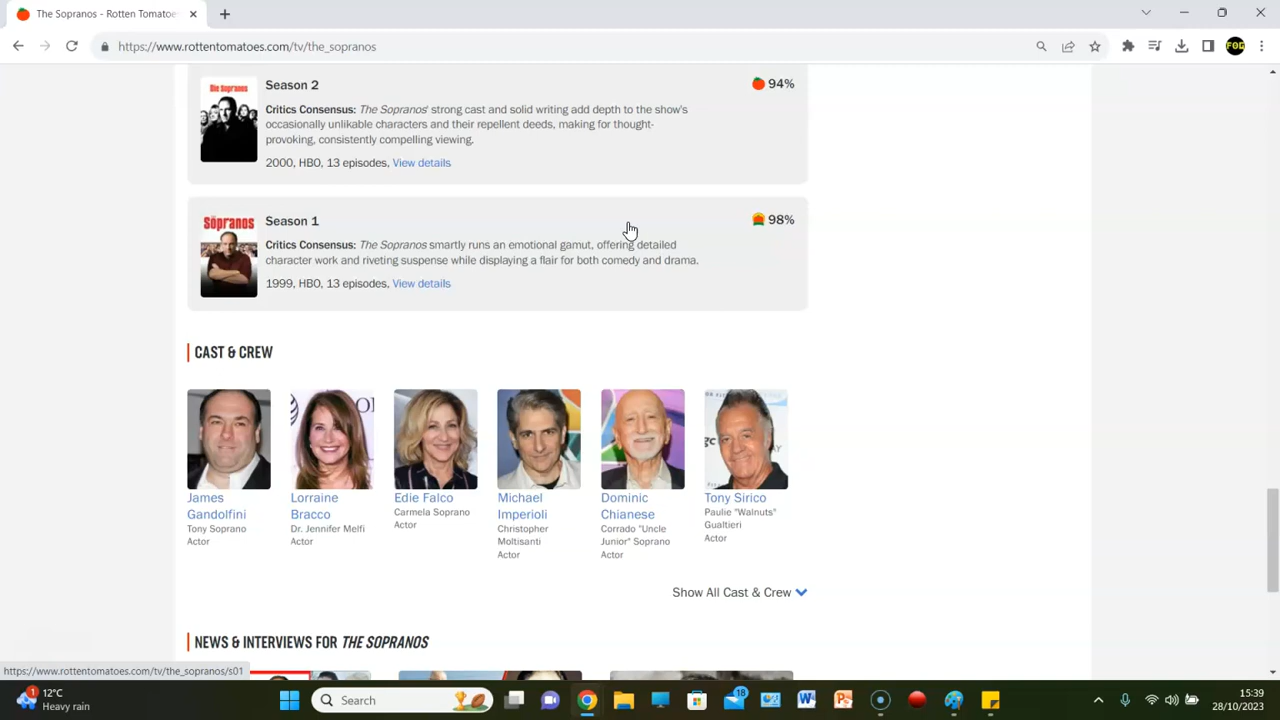 The Sopranos - Rotten Tomatoes
https://www.rottentomatoes.com/tv/the_sopranos
FOG
The Sopranos
Season 2
94%
Critics Consensus: The Sopranos' strong cast and solid writing add depth to the show's
occasionally unlikable characters and their repellent deeds, making for thought-
provoking, consistently compelling viewing.
2000, HBO, 13 episodes, View details
Sopranos
Season 1
98%
Critics Consensus: The Sopranos smartly runs an emotional gamut, offering detailed
character work and riveting suspense while displaying a flair for both comedy and drama.
1999, HBO, 13 episodes, View details
CAST & CREW
James
Gandolfini
Tony Soprano
Actor
Lorraine
Bracco
Dr. Jennifer Melfi
Actor
Edie Falco
Carmela Soprano
Actor
Michael
Imperioli
Christopher
Moltisanti
Actor
Dominic
Chianese
Corrado "Uncle
Junior" Soprano
Actor
Tony Sirico
Paulie "Walnuts"
Gualtieri
Actor
Show All Cast & Crew
NEWS & INTERVIEWS FOR THE SOPRANOS
https://www.rottentomatoes.com/tv/the_sopranos/s01
1
12°C
Heavy rain
Search
18
15:39
28/10/2023